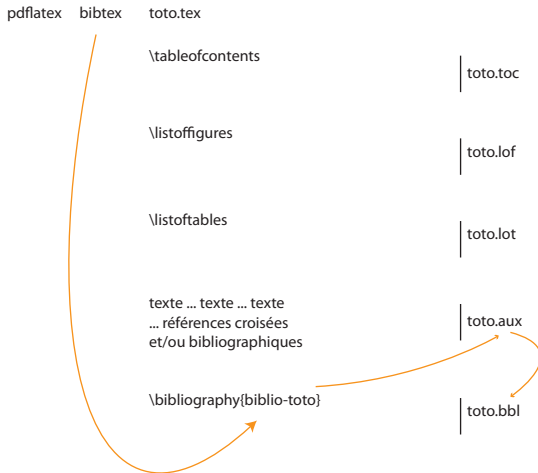 pdflatex bibtex toto.tex
\tableofcontents
toto.toc
\listoffigures
toto.lof
\listoftables
toto.lot
texte ... texte ... texte
... références croisées
et/ou bibliographiques
toto.aux
\bibliography{biblio-toto}
toto.bbl